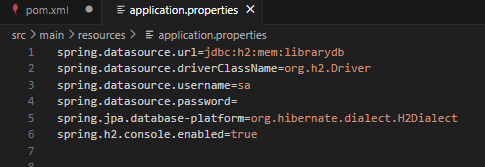 pom.xml
application.properties
src > main > resources > application.properties
1 spring.datasource.url=jdbc:h2:mem:librarydb
2 spring.datasource.driverClassName=org.h2.Driver
3 spring.datasource.username=sa
4 spring.datasource.password=
5 spring.jpa.database-platform=org.hibernate.dialect.H2Dialect
6 spring.h2.console.enabled=true